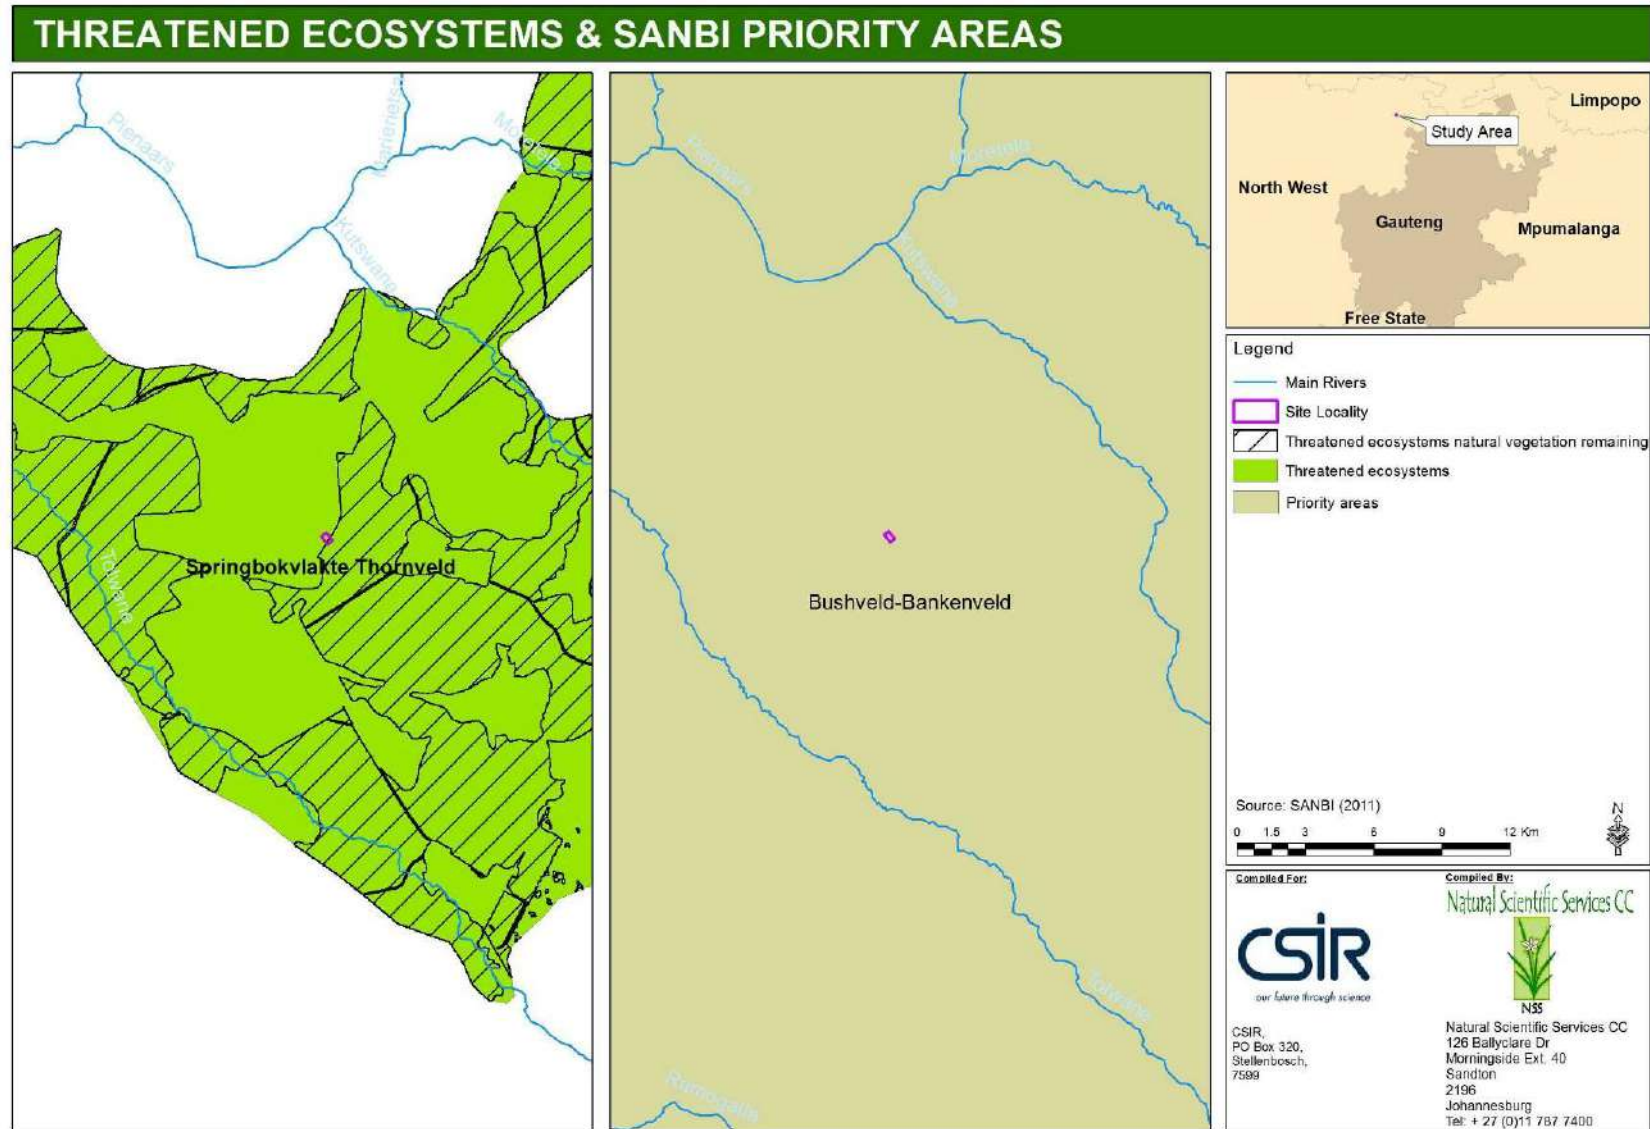 THREATENED ECOSYSTEMS & SANBI PRIORITY AREAS
Pienaars
Moretele
Kutswane
Tolwane
Springbokvlakte Thornveld
Pienaars
Moretele
Kutswane
Bushveld-Bankenveld
Tolwane
Limpopo
Study Area
North West
Gauteng
Mpumalanga
Free State
Legend
Main Rivers
Site Locality
Threatened ecosystems natural vegetation remaining
Threatened ecosystems
Priority areas
Source: SANBI (2011)
N
0 1.5 3 6 9 12 Km
Compiled For:
CSIR
our future through science
CSIR,
PO Box 320,
Stellenbosch,
7599
Compiled By:
Natural Scientific Services CC
NSS
Natural Scientific Services CC
126 Ballyclare Dr
Morningside Ext. 40
Sandton
2196
Johannesburg
Tel: + 27 (0)11 787 7400